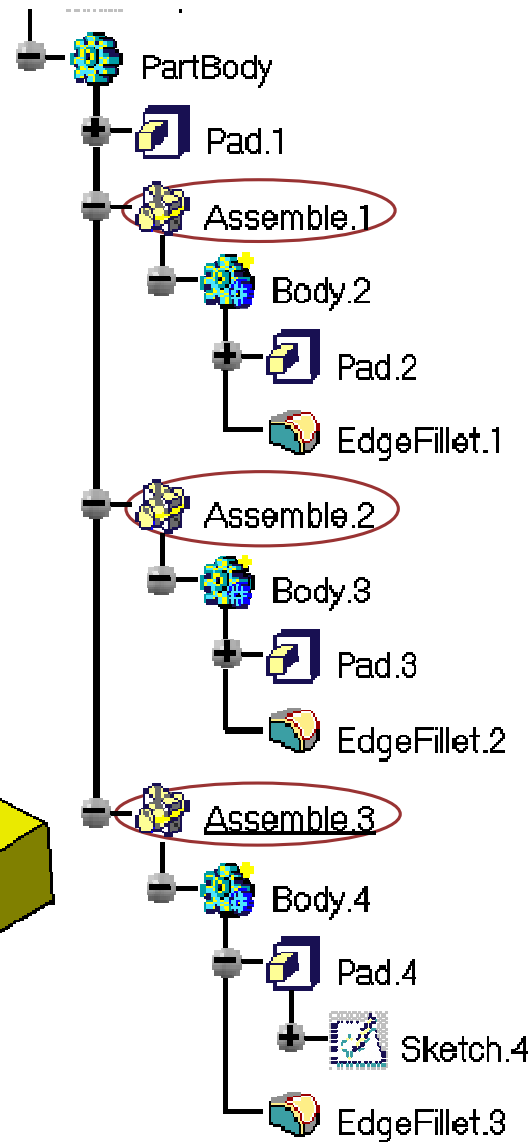 PartBody
Pad.1
Assemble.1
Body.2
Pad.2
EdgeFillet.1
Assemble.2
Body.3
Pad.3
EdgeFillet.2
Assemble.3
Body.4
Pad.4
Sketch.4
EdgeFillet.3